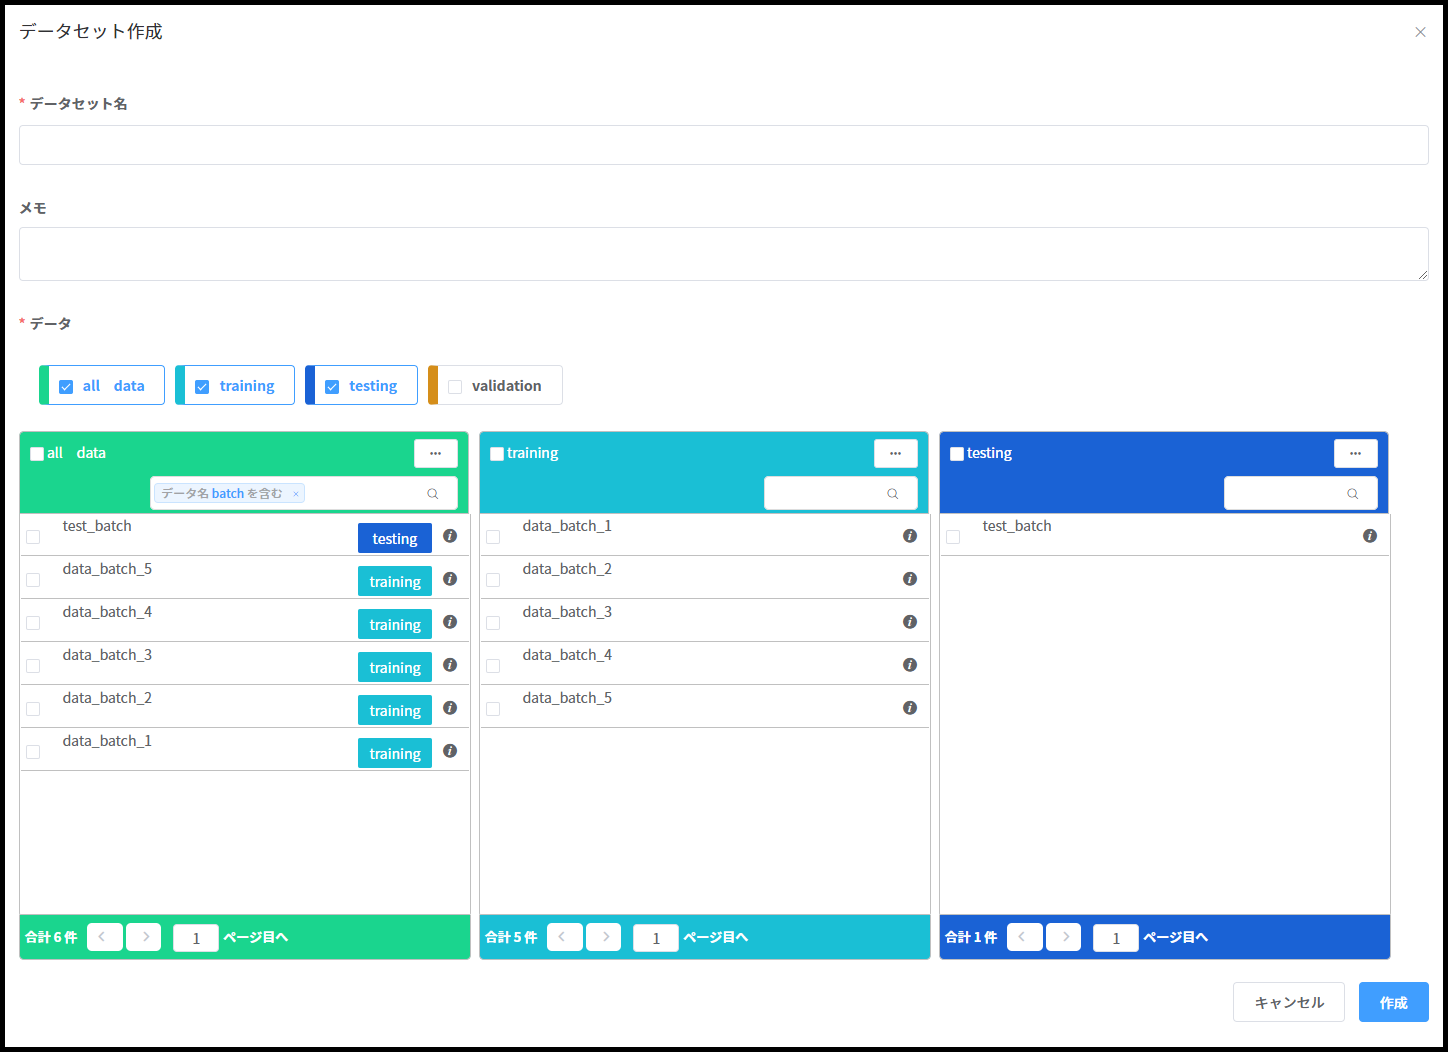 データセット作成
* データセット名
メモ
* データ
all data
training
testing
validation
all data
データ名 batch を含む ×
test_batch testing
data_batch_5 training
data_batch_4 training
data_batch_3 training
data_batch_2 training
data_batch_1 training
合計 6 件 1 ページ目へ
training
data_batch_1
data_batch_2
data_batch_3
data_batch_4
data_batch_5
合計 5 件 1 ページ目へ
testing
test_batch
合計 1 件 1 ページ目へ
キャンセル 作成